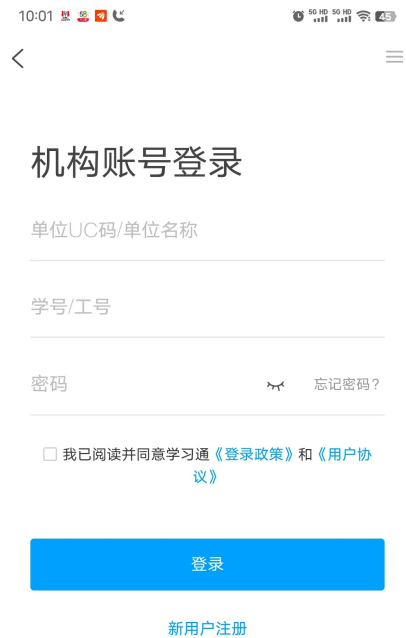 10:01 58 5G HD 5G HD 45
机构账号登录
单位UC码/单位名称
学号/工号
密码 忘记密码？
我已阅读并同意学习通《登录政策》和《用户协
议》
登录
新用户注册